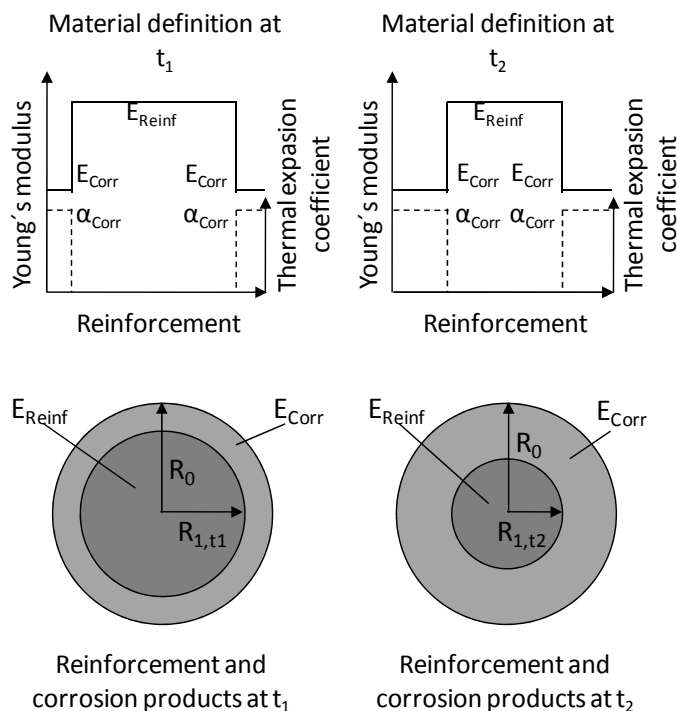 Material definition at
t1
Material definition at
t2
Young´s modulus
EReinf
ECorr
ECorr
αCorr
αCorr
Thermal expasion
coefficient
Reinforcement
Young´s modulus
EReinf
ECorr
ECorr
αCorr
αCorr
Thermal expasion
coefficient
Reinforcement
EReinf
ECorr
R0
R1,t1
EReinf
ECorr
R0
R1,t2
Reinforcement and
corrosion products at t1
Reinforcement and
corrosion products at t2